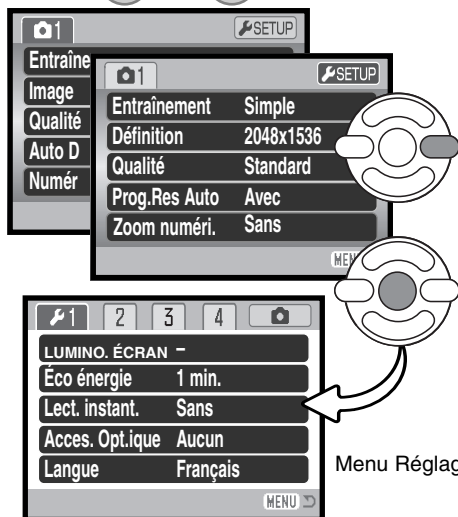 1 SETUP
Entraîne
Image
Qualité
Auto D
Numér
1 SETUP
Entraînement Simple
Définition 2048x1536
Qualité Standard
Prog.Res Auto Avec
Zoom numéri. Sans
MEN
1 2 3 4
LUMINO. ÉCRAN –
Éco énergie 1 min.
Lect. instant. Sans
Acces. Opt.ique Aucun
Langue Français
MENU
Menu Réglag